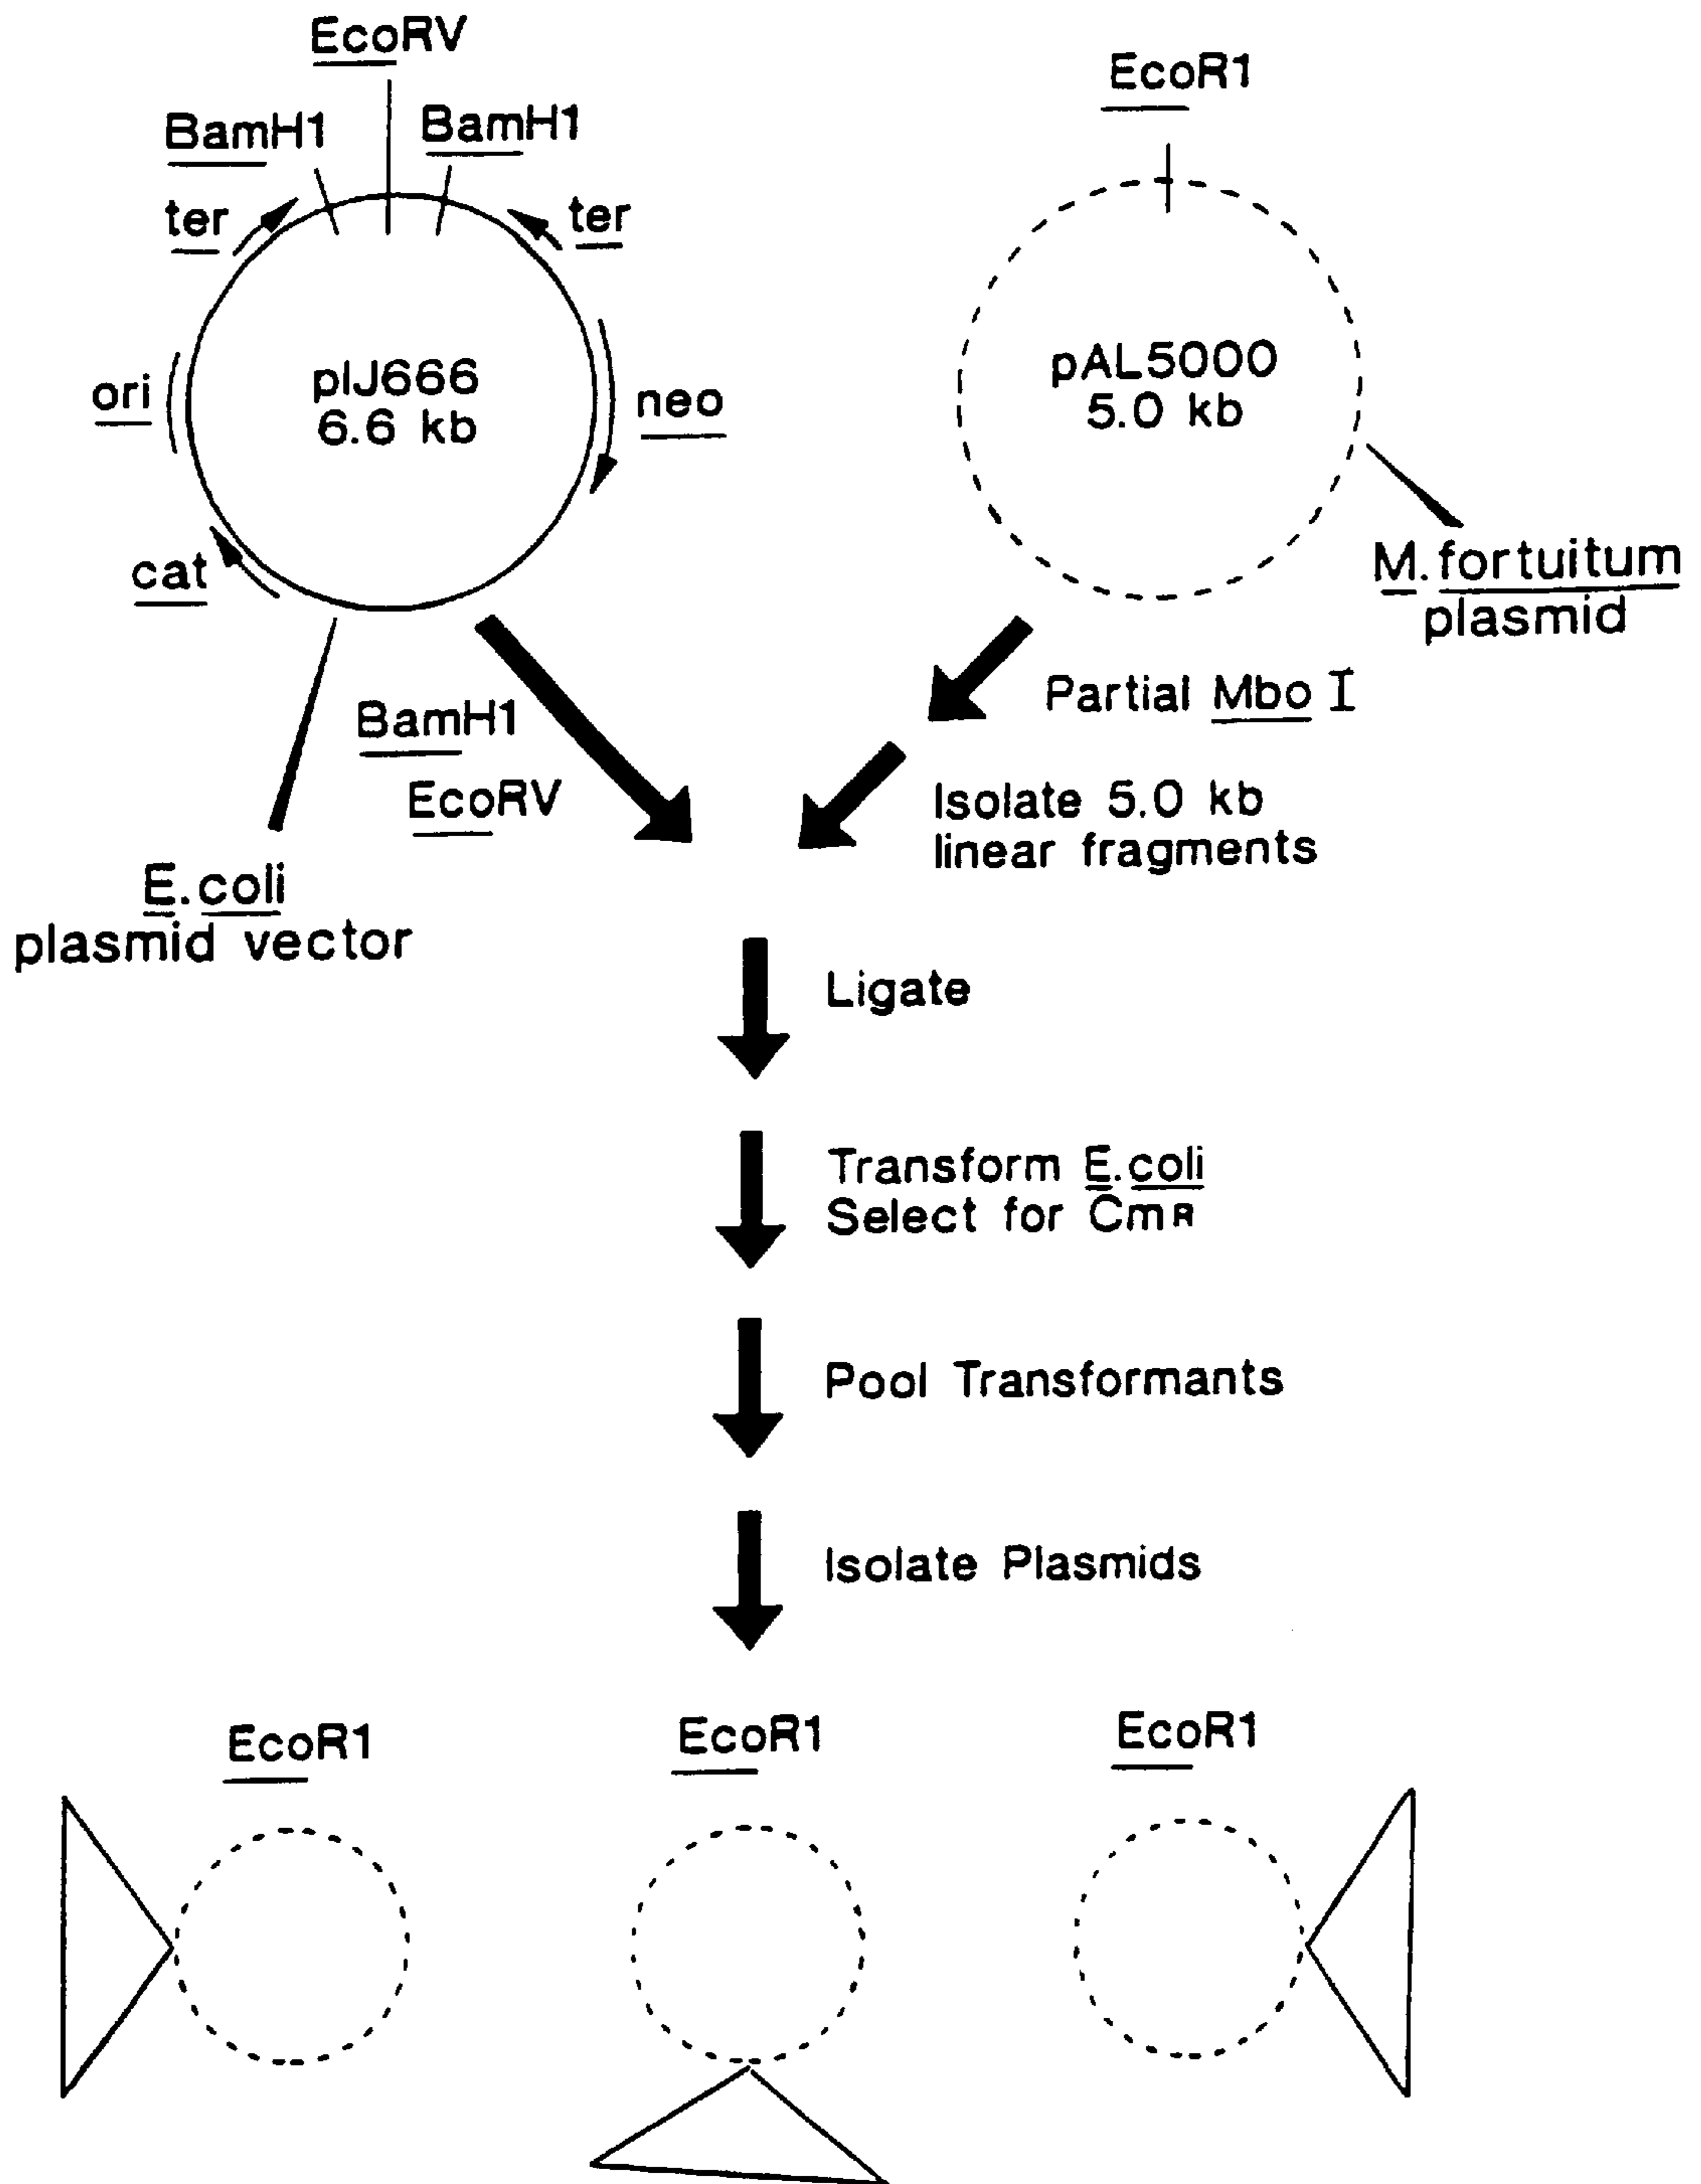 EcoRV
BamH1
BamH1
ter
ter
ori
pIJ666
6.6 kb
neo
cat
E.coli
plasmid vector
EcoR1
pAL5000
5.0 kb
M.fortuitum
plasmid
BamH1
EcoRV
Partial Mbo I
Isolate 5.0 kb
linear fragments
Ligate
Transform E.coli
Select for CmR
Pool Transformants
Isolate Plasmids
EcoR1
EcoR1
EcoR1